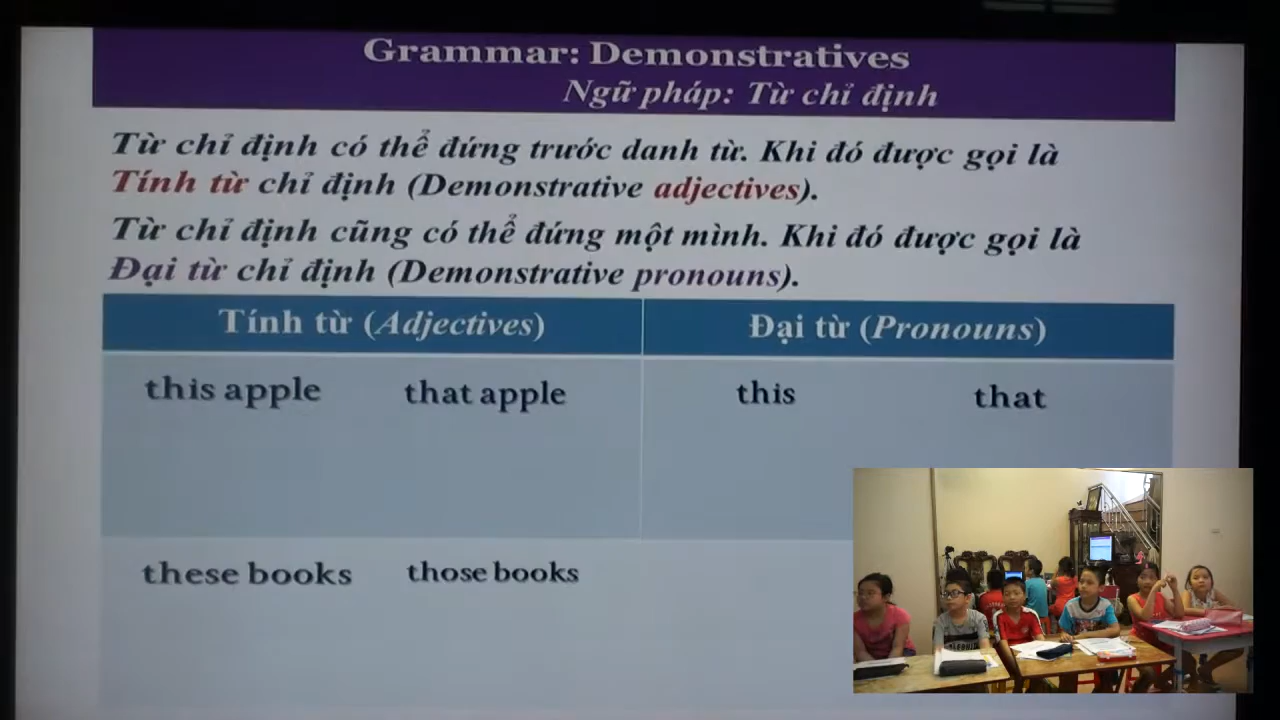 Grammar: Demonstratives
Ngữ pháp: Từ chỉ định
Từ chỉ định có thể đứng trước danh từ. Khi đó được gọi là
Tính từ chỉ định (Demonstrative adjectives).
Từ chỉ định cũng có thể đứng một mình. Khi đó được gọi là
Đại từ chỉ định (Demonstrative pronouns).
Tính từ (Adjectives) Đại từ (Pronouns)
this apple that apple this that
these books those books